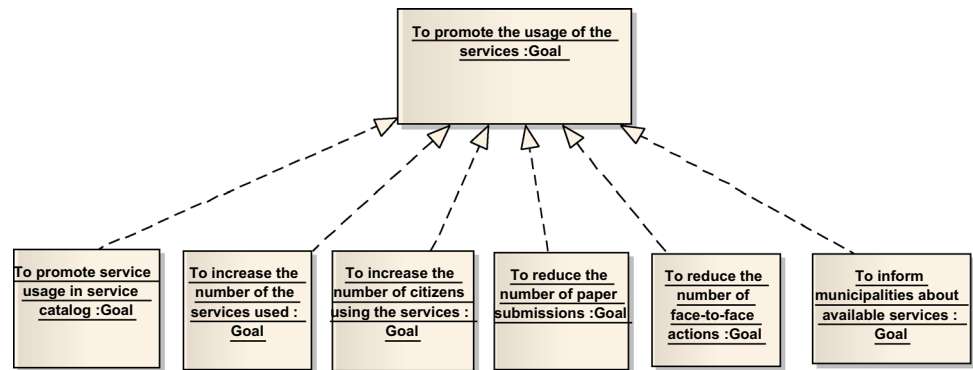 To promote the usage of the
services :Goal
To promote service
usage in service
catalog :Goal
To increase the
number of the
services used :
Goal
To increase the
number of citizens
using the services :
Goal
To reduce the
number of paper
submissions :Goal
To reduce the
number of
face-to-face
actions :Goal
To inform
municipalities about
available services :
Goal